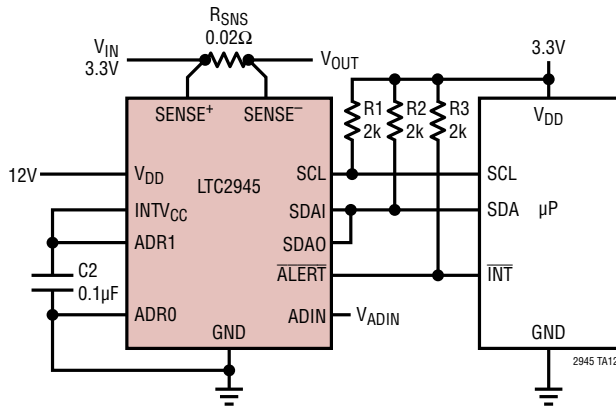 RSNS
0.02Ω
VIN
3.3V
VOUT
3.3V
SENSE+
SENSE–
R1
2k
R2
2k
R3
2k
VDD
12V
VDD
LTC2945
SCL
SCL
INTVCC
SDAI
SDA
µP
ADR1
SDAO
C2
0.1µF
ALERT
INT
ADR0
ADIN
VADIN
GND
GND
2945 TA12